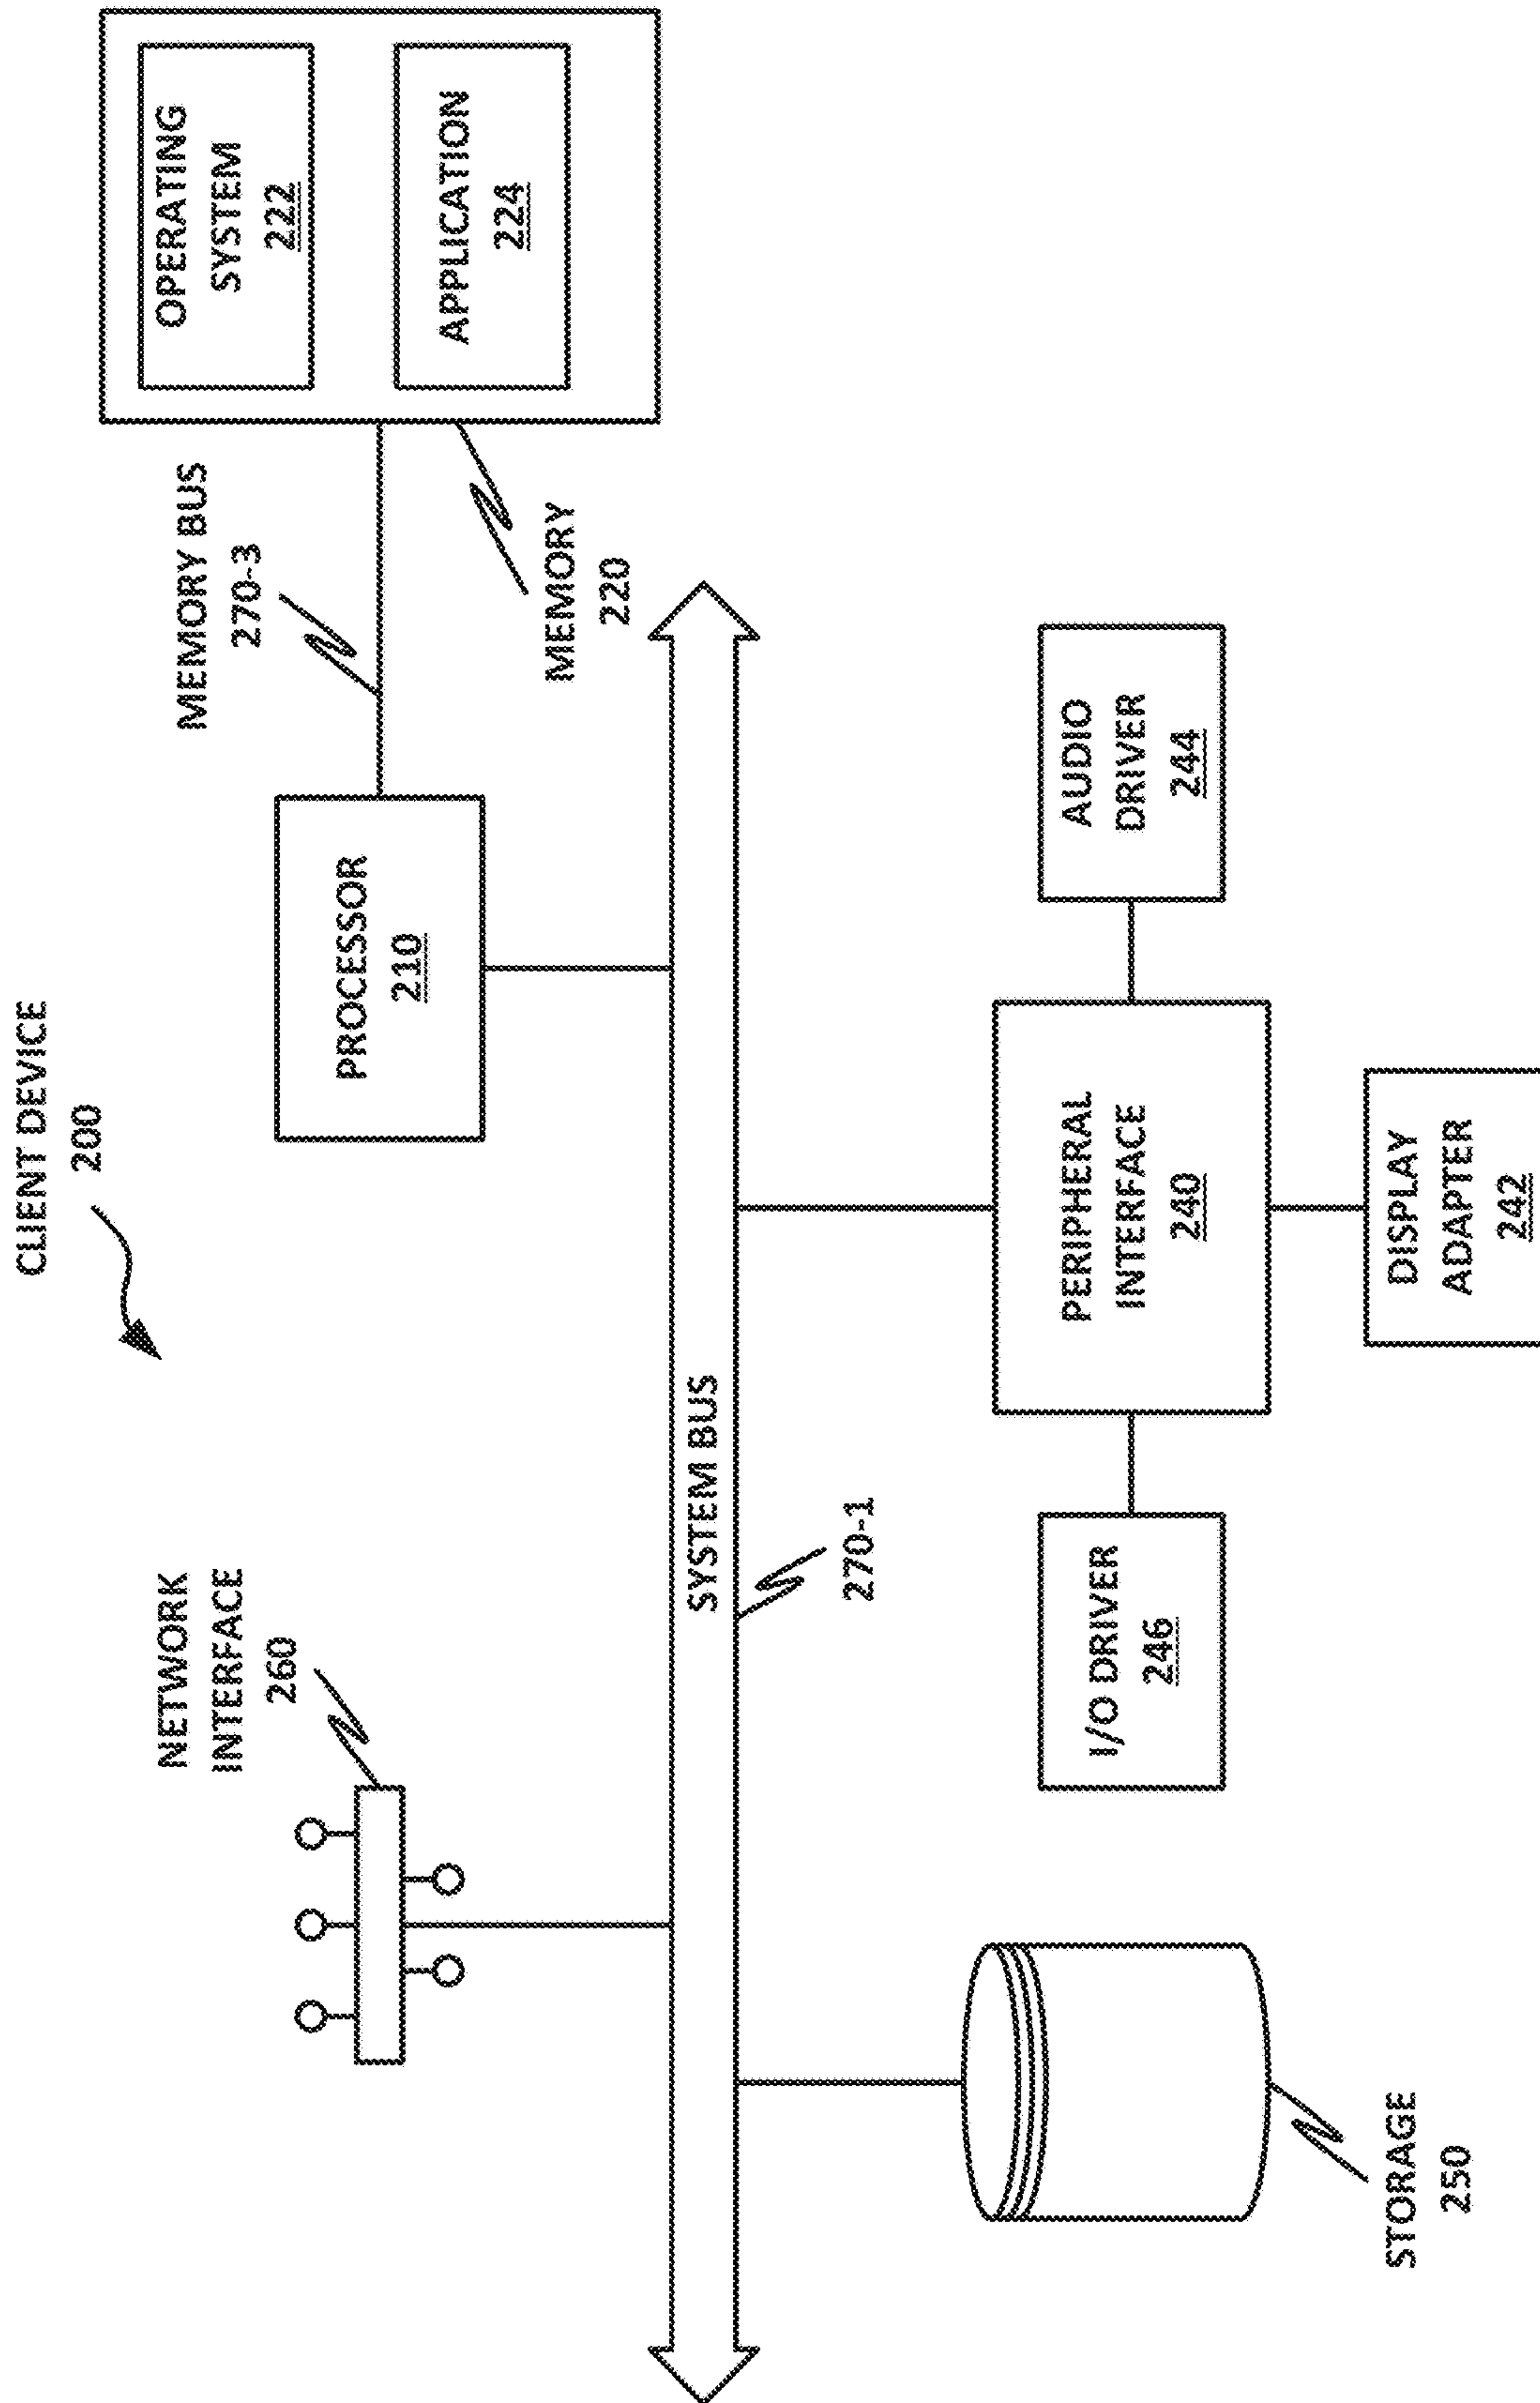 CLIENT DEVICE
200
NETWORK
INTERFACE
260
MEMORY BUS
270-3
OPERATING
SYSTEM
222
PROCESSOR
210
APPLICATION
224
MEMORY
220
SYSTEM BUS
270-1
I/O DRIVER
246
PERIPHERAL
INTERFACE
240
AUDIO
DRIVER
244
STORAGE
250
DISPLAY
ADAPTER
242